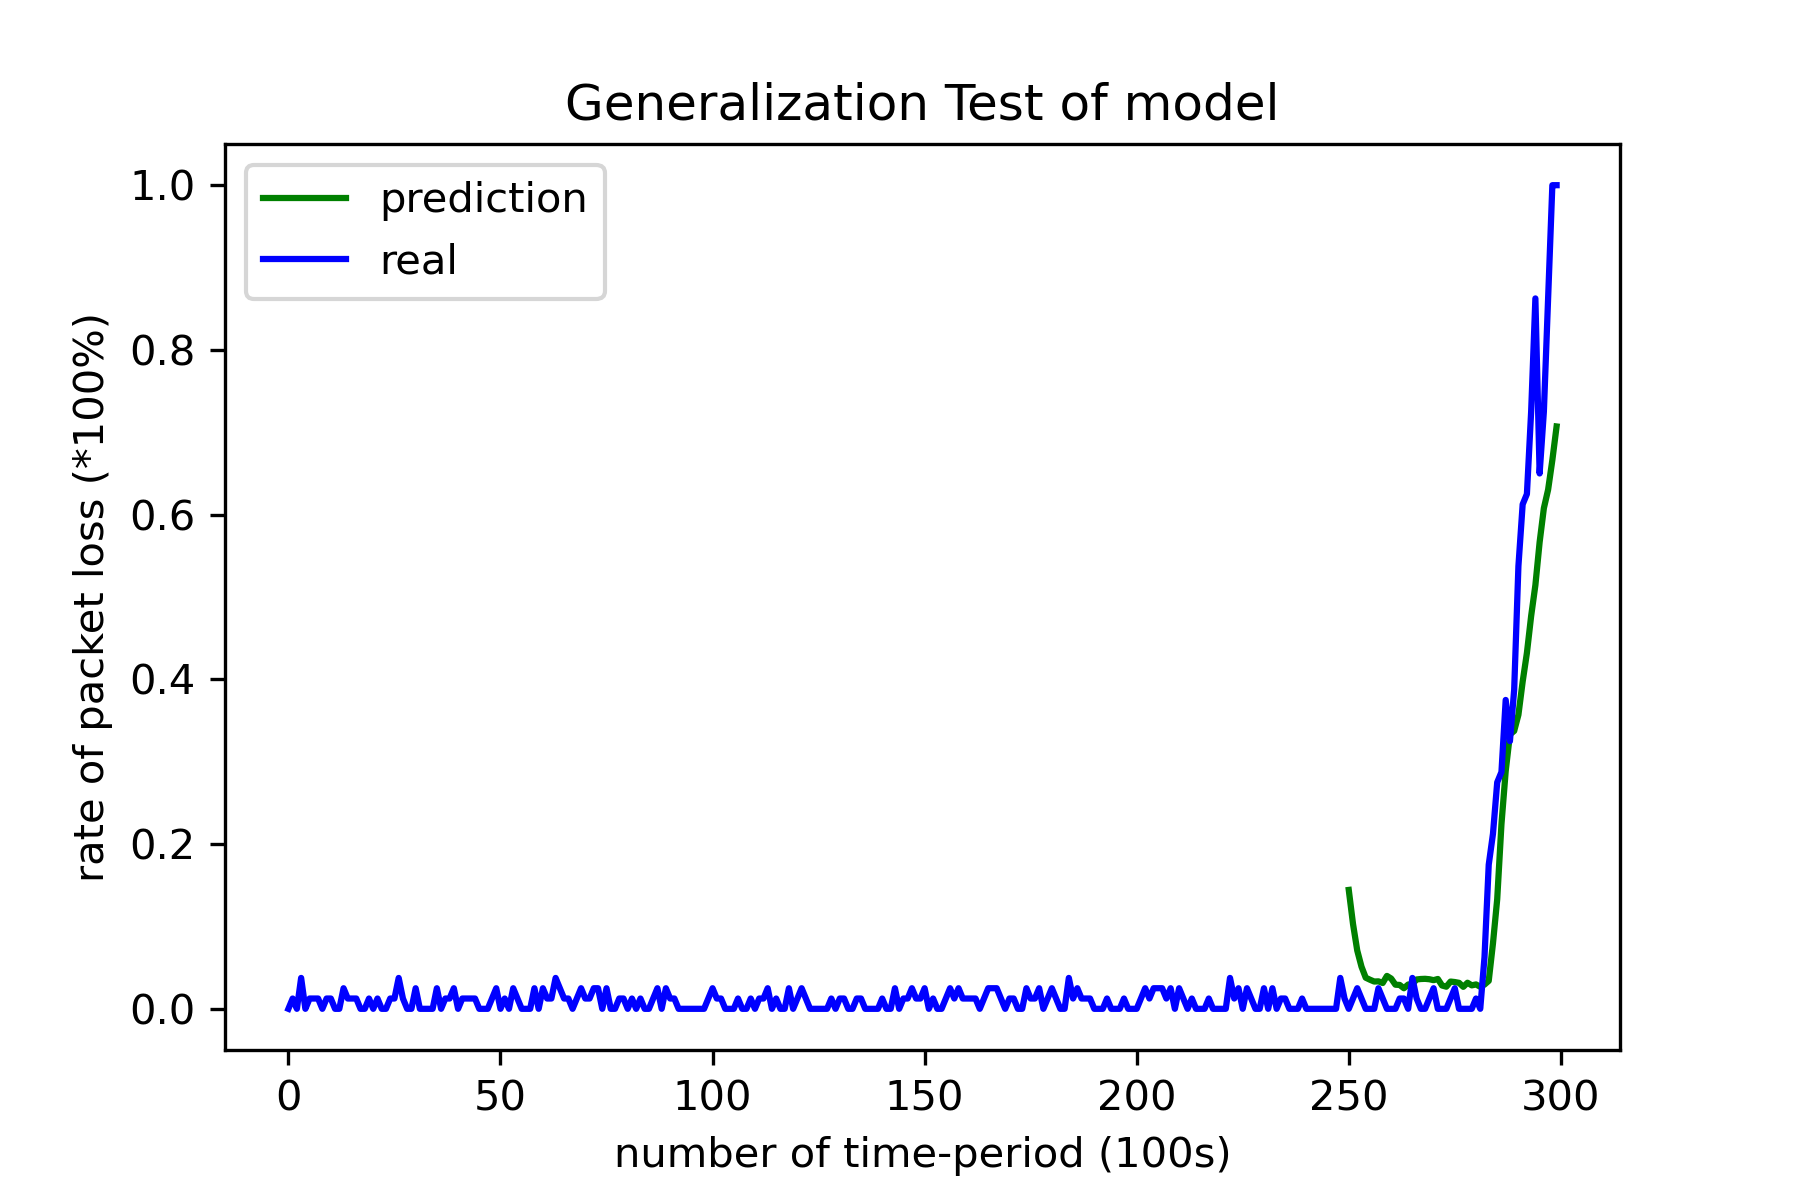 Generalization Test of model
prediction
real
1.0
0.8
0.6
0.4
0.2
0.0
rate of packet loss (*100%)
0 50 100 150 200 250 300
number of time-period (100s)